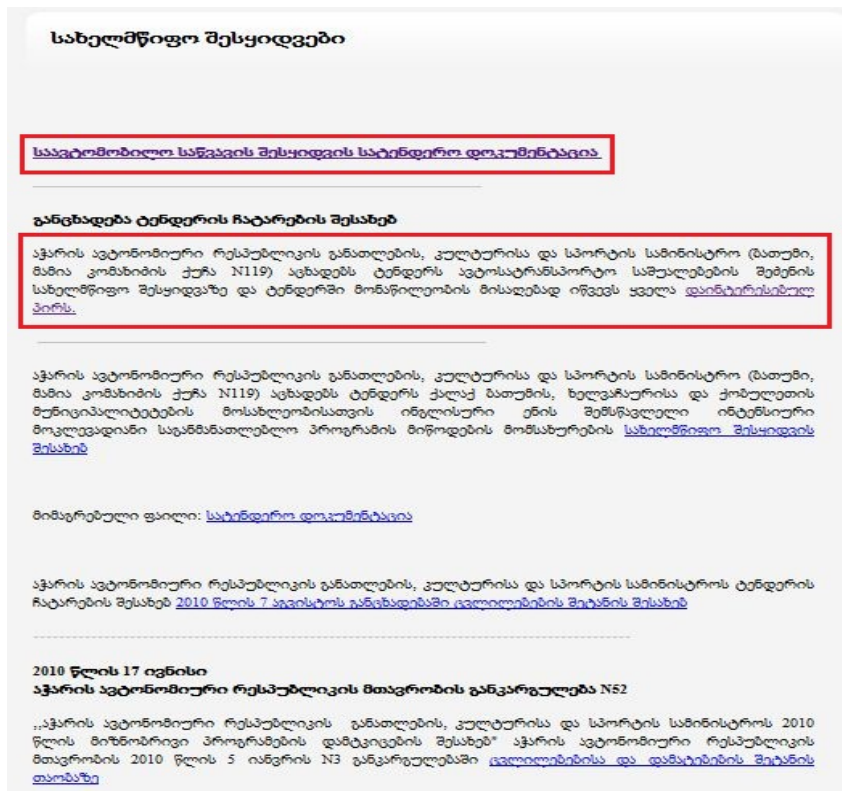 სახელმწიფო შესყიდვები
საავტომობილო საწვავის შესყიდვის სატენდერო დოკუმენტაცია
განცხადება ტენდერის ჩატარების შესახებ
აჭარის ავტონომიური რესპუბლიკის განათლების, კულტურისა და სპორტის სამინისტრო (ბათუმი,
მამია კომახიძის ქუჩა N119) აცხადებს ტენდერს ავტოსატრანსპორტო საშუალებების შეძენის
სახელმწიფო შესყიდვაზე და ტენდერში მონაწილეობის მისაღებად იწვევს ყველა დაინტერესებულ
პირს.
აჭარის ავტონომიური რესპუბლიკის განათლების, კულტურისა და სპორტის სამინისტრო (ბათუმი,
მამია კომახიძის ქუჩა N119) აცხადებს ტენდერს ქალაქ ბათუმის, ხელვაჩაურისა და ქობულეთის
მუნიციპალიტეტების მოსახლეობისათვის ინგლისური ენის შემსწავლელი ინტენსიური
მოკლევადიანი საგანმანათლებლო პროგრამის მიწოდების მომსახურების სახელმწიფო შესყიდვის
შესახებ
მიმაგრებული ფაილი: სატენდერო დოკუმენტაცია
აჭარის ავტონომიური რესპუბლიკის განათლების, კულტურისა და სპორტის სამინისტროს ტენდერის
ჩატარების შესახებ 2010 წლის 7 აგვისტოს განცხადებაში ცვლილებების შეტანის შესახებ
2010 წლის 17 ივნისი
აჭარის ავტონომიური რესპუბლიკის მთავრობის განკარგულება N52
,,აჭარის ავტონომიური რესპუბლიკის განათლების, კულტურისა და სპორტის სამინისტროს 2010
წლის მიზნობრივი პროგრამების დამტკიცების შესახებ" აჭარის ავტონომიური რესპუბლიკის
მთავრობის 2010 წლის 5 იანვრის N3 განკარგულებაში ცვლილებებისა და დამატებების შეტანის
თაობაზე